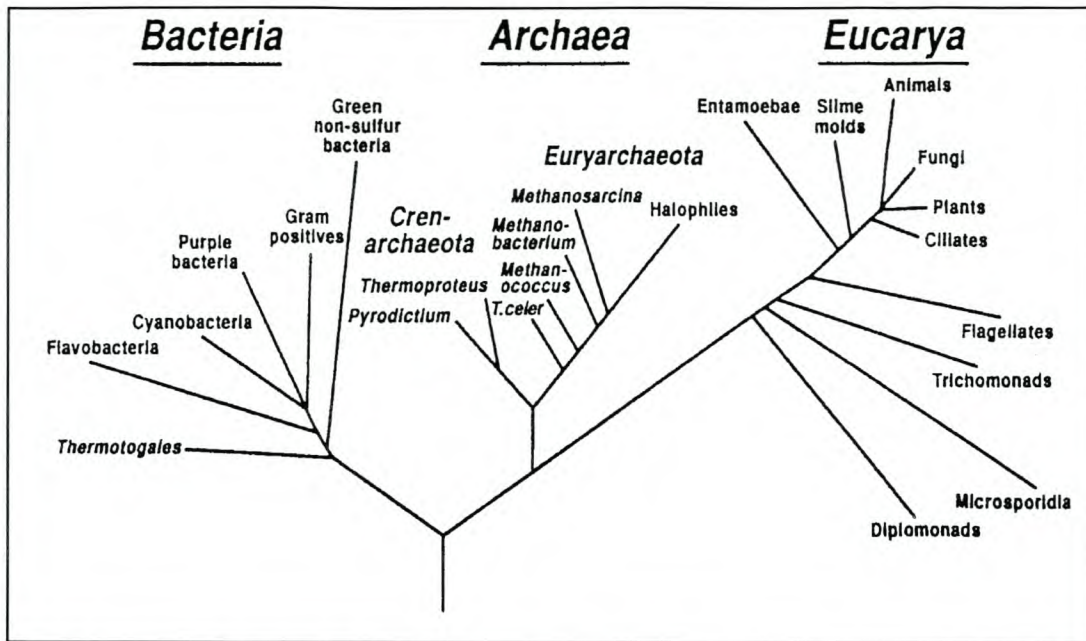 Bacteria
Archaea
Eucarya
Green
non-sulfur
bacteria
Gram
positives
Purple
bacteria
Cyanobacteria
Flavobacteria
Thermotogales
Cren-
archaeota
Thermoproteus
Pyrodictium
Euryarchaeota
Methanosarcina
Methano-
bacterium
Methan-
ococcus
T.celer
Halophiles
Entamoebae
Slime
molds
Animals
Fungi
Plants
Ciliates
Flagellates
Trichomonads
Microsporidia
Diplomonads